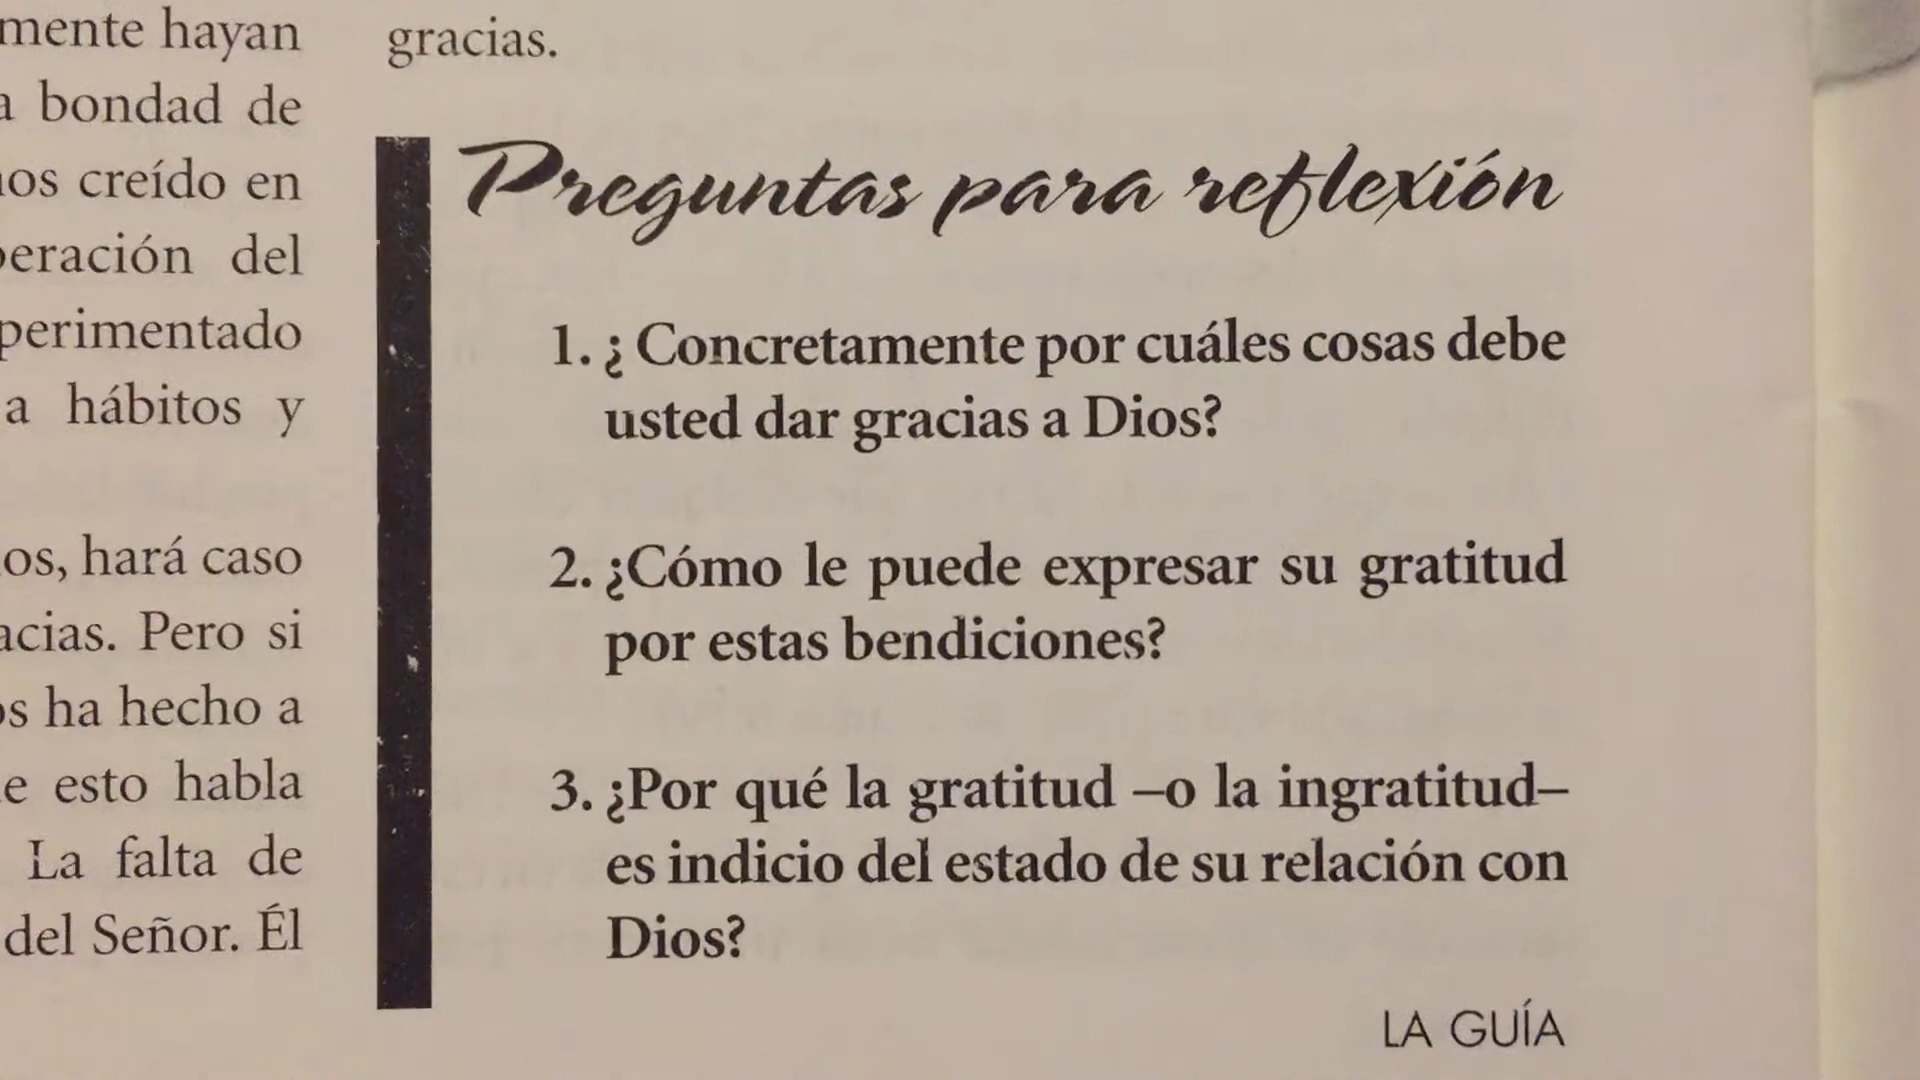 mente hayan
a bondad de
os creído en
eración del
perimentado
a hábitos y
os, hará caso
acias. Pero si
os ha hecho a
e esto habla
La falta de
del Señor. Él
gracias.
Preguntas para reflexión
1. ¿ Concretamente por cuáles cosas debe
usted dar gracias a Dios?
2. ¿Cómo le puede expresar su gratitud
por estas bendiciones?
3. ¿Por qué la gratitud –o la ingratitud–
es indicio del estado de su relación con
Dios?
LA GUÍA